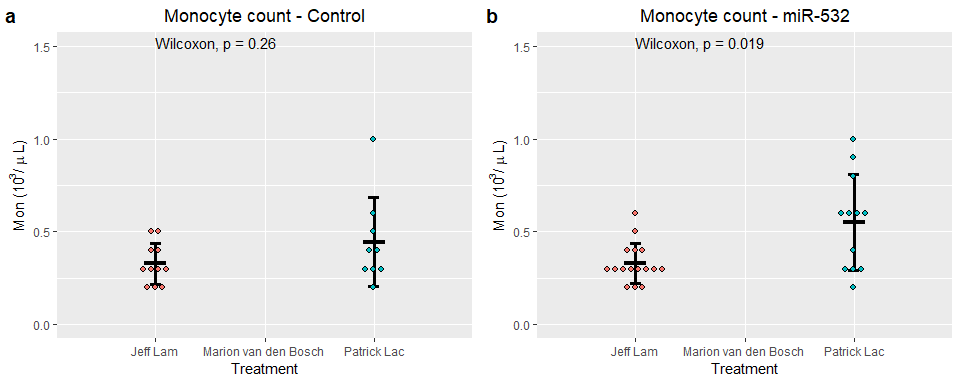 a
Monocyte count - Control
Wilcoxon, p = 0.26
1.5
1.0
0.5
0.0
Mon (10³/ μ L)
Jeff Lam
Marion van den Bosch
Patrick Lac
Treatment
b
Monocyte count - miR-532
Wilcoxon, p = 0.019
1.5
1.0
0.5
0.0
Mon (10³/ μ L)
Jeff Lam
Marion van den Bosch
Patrick Lac
Treatment